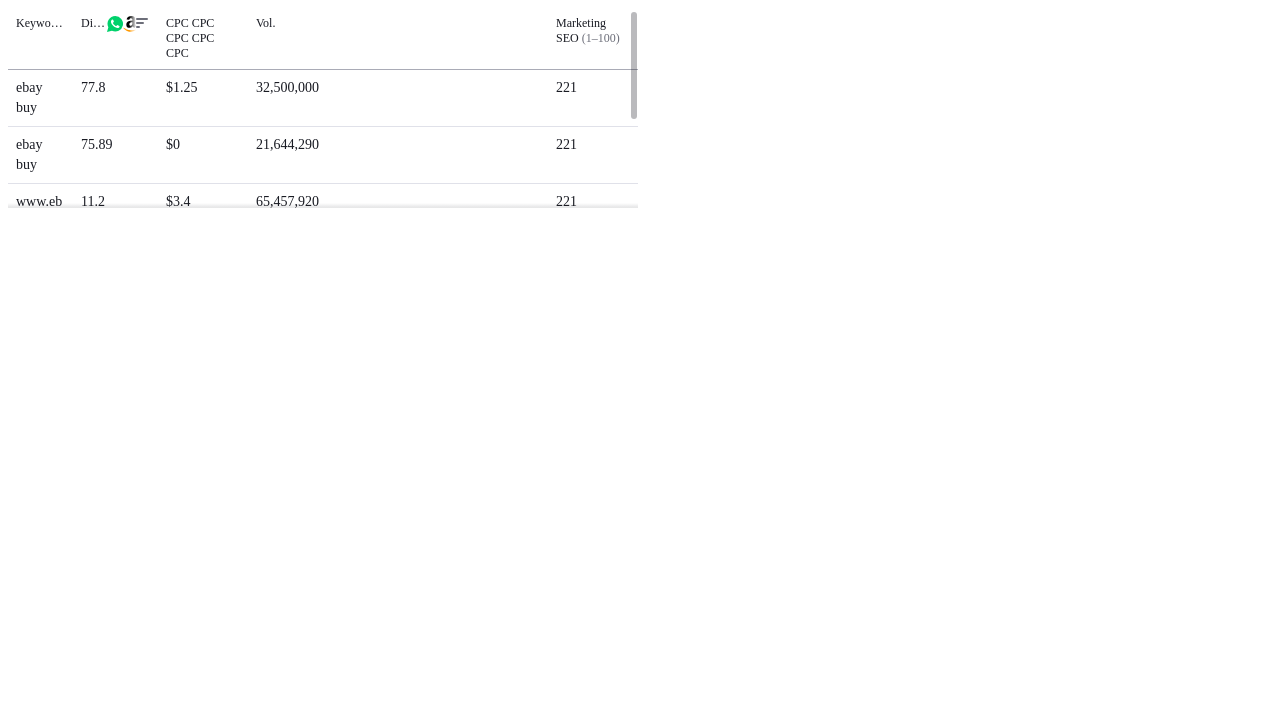 Keywo… Di… CPC CPC CPC CPC CPC Vol. Marketing SEO (1–100)
ebay buy 77.8 $1.25 32,500,000 221
ebay buy 75.89 $0 21,644,290 221
www.eb 11.2 $3.4 65,457,920 221